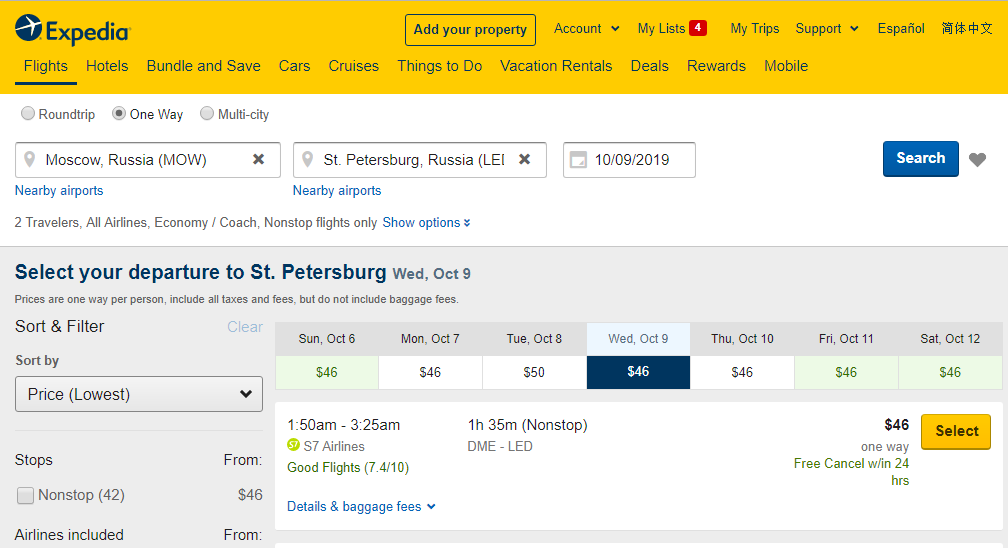 Expedia
Add your property
Account
My Lists 4
My Trips
Support
Español
简体中文
Flights
Hotels
Bundle and Save
Cars
Cruises
Things to Do
Vacation Rentals
Deals
Rewards
Mobile
Roundtrip
One Way
Multi-city
Moscow, Russia (MOW)
St. Petersburg, Russia (LEI
10/09/2019
Search
Nearby airports
Nearby airports
2 Travelers, All Airlines, Economy / Coach, Nonstop flights only Show options
Select your departure to St. Petersburg Wed, Oct 9
Prices are one way per person, include all taxes and fees, but do not include baggage fees.
Sort & Filter
Clear
Sort by
Price (Lowest)
Stops
From:
Nonstop (42)
$46
Airlines included
From:
Sun, Oct 6
Mon, Oct 7
Tue, Oct 8
Wed, Oct 9
Thu, Oct 10
Fri, Oct 11
Sat, Oct 12
$46
$46
$50
$46
$46
$46
$46
1:50am - 3:25am
1h 35m (Nonstop)
$46
Select
S7 S7 Airlines
DME - LED
one way
Good Flights (7.4/10)
Free Cancel w/in 24
hrs
Details & baggage fees